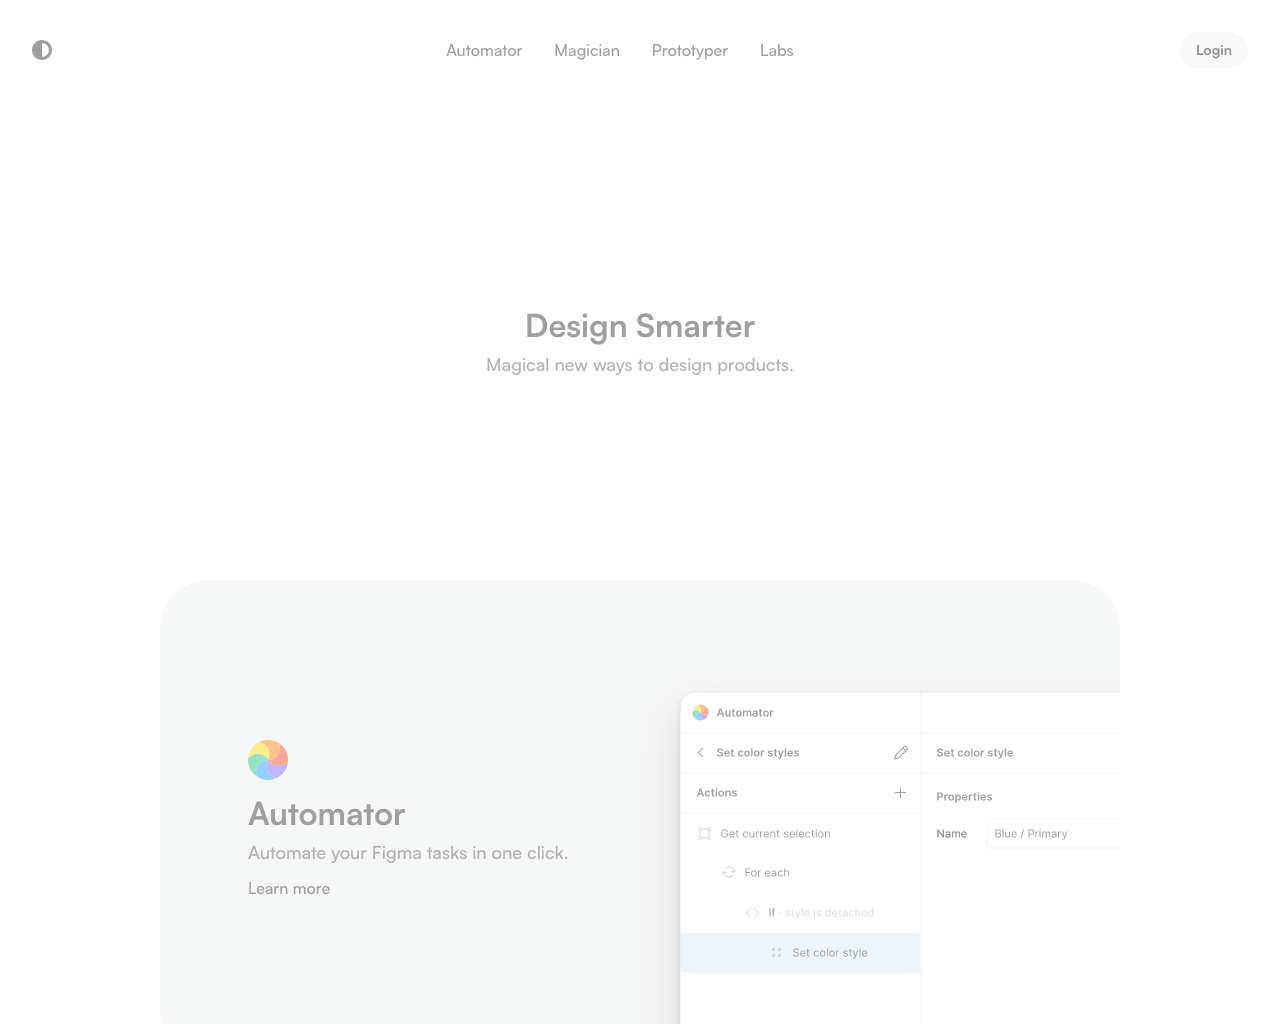 Automator Magician Prototyper Labs Login
Design Smarter
Magical new ways to design products.
Automator
Automate your Figma tasks in one click.
Learn more
Automator
Set color styles
Actions
Get current selection
For each
If · style is detached
Set color style
Set color style
Properties
Name Blue / Primary